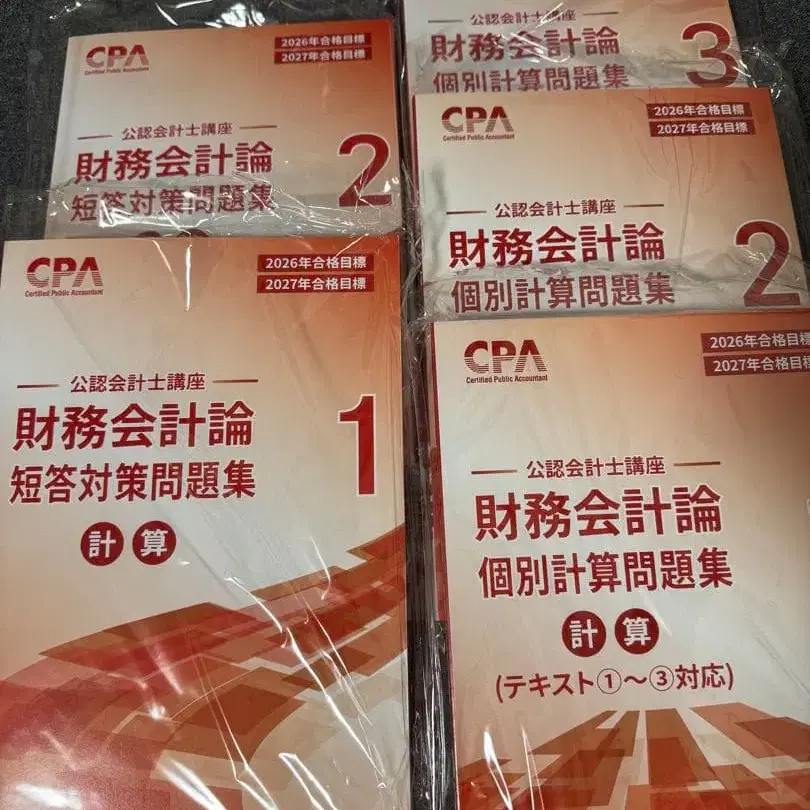 CPA
Certified Public Accountant
2026年合格目標
2027年合格目標
公認会計士講座
財務会計論
短答対策問題集
2
公認会計士講座
財務会計論
個別計算問題集
3
CPA
Certified Public Accountant
2026年合格目標
2027年合格目標
公認会計士講座
財務会計論
個別計算問題集
2
CPA
Certified Public Accountant
2026年合格目標
2027年合格目標
公認会計士講座
財務会計論
短答対策問題集
1
計算
CPA
Certified Public Accountant
2026年合格目
2027年合格目
公認会計士講座
財務会計論
個別計算問題集
計算
(テキスト①~③対応)